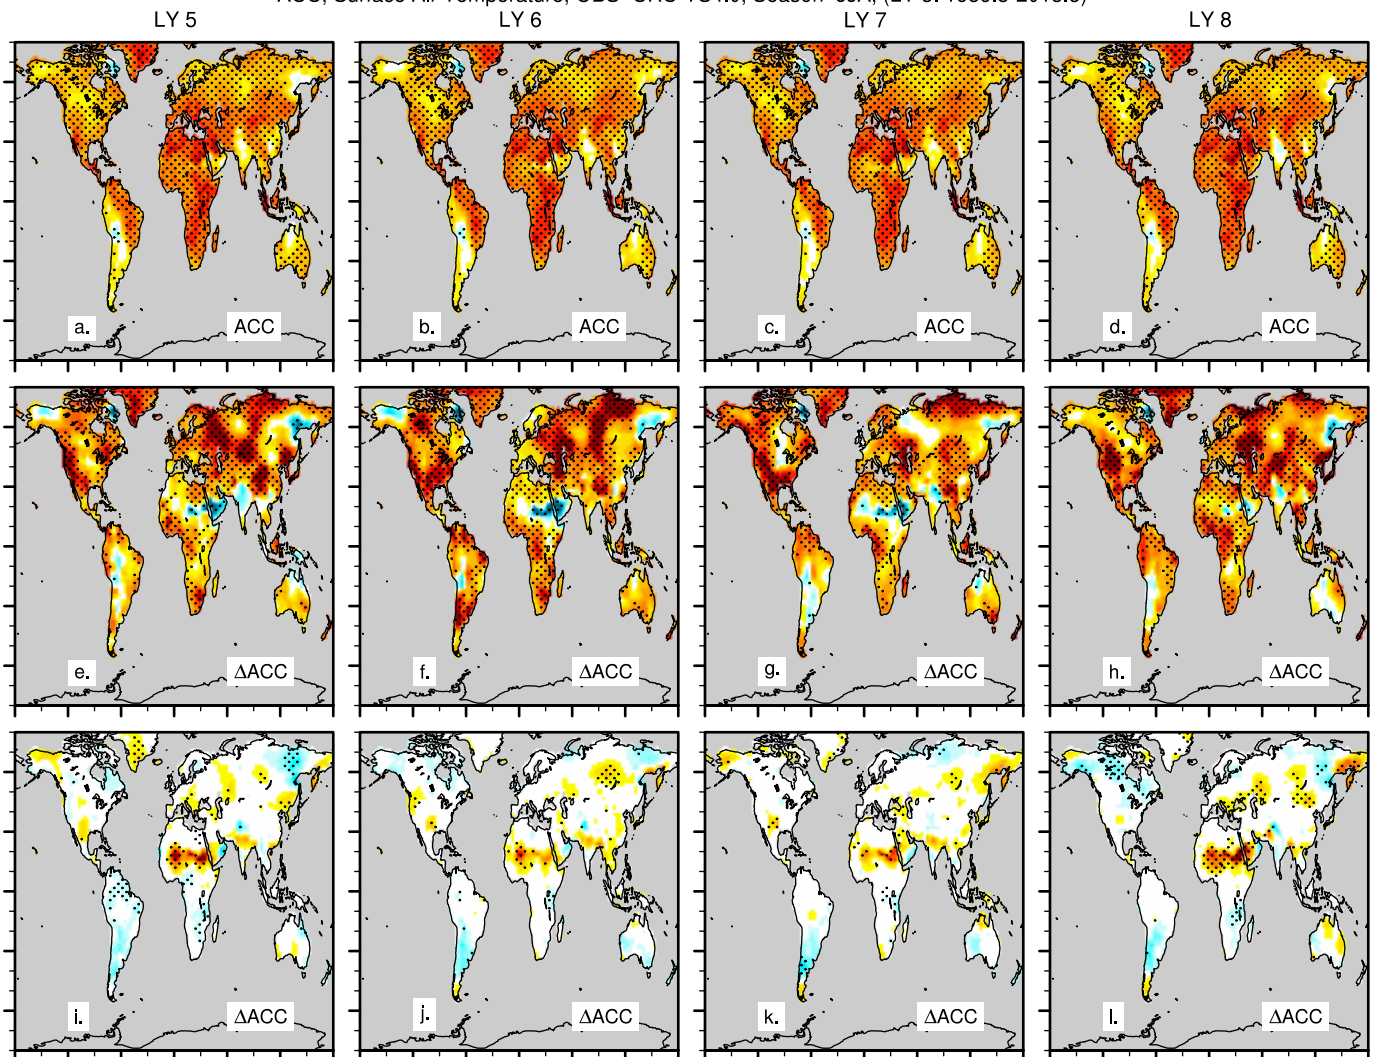 LY 5 LY 6 LY 7 LY 8
a. ACC b. ACC c. ACC d. ACC
e. ΔACC f. ΔACC g. ΔACC h. ΔACC
i. ΔACC j. ΔACC k. ΔACC l. ΔACC